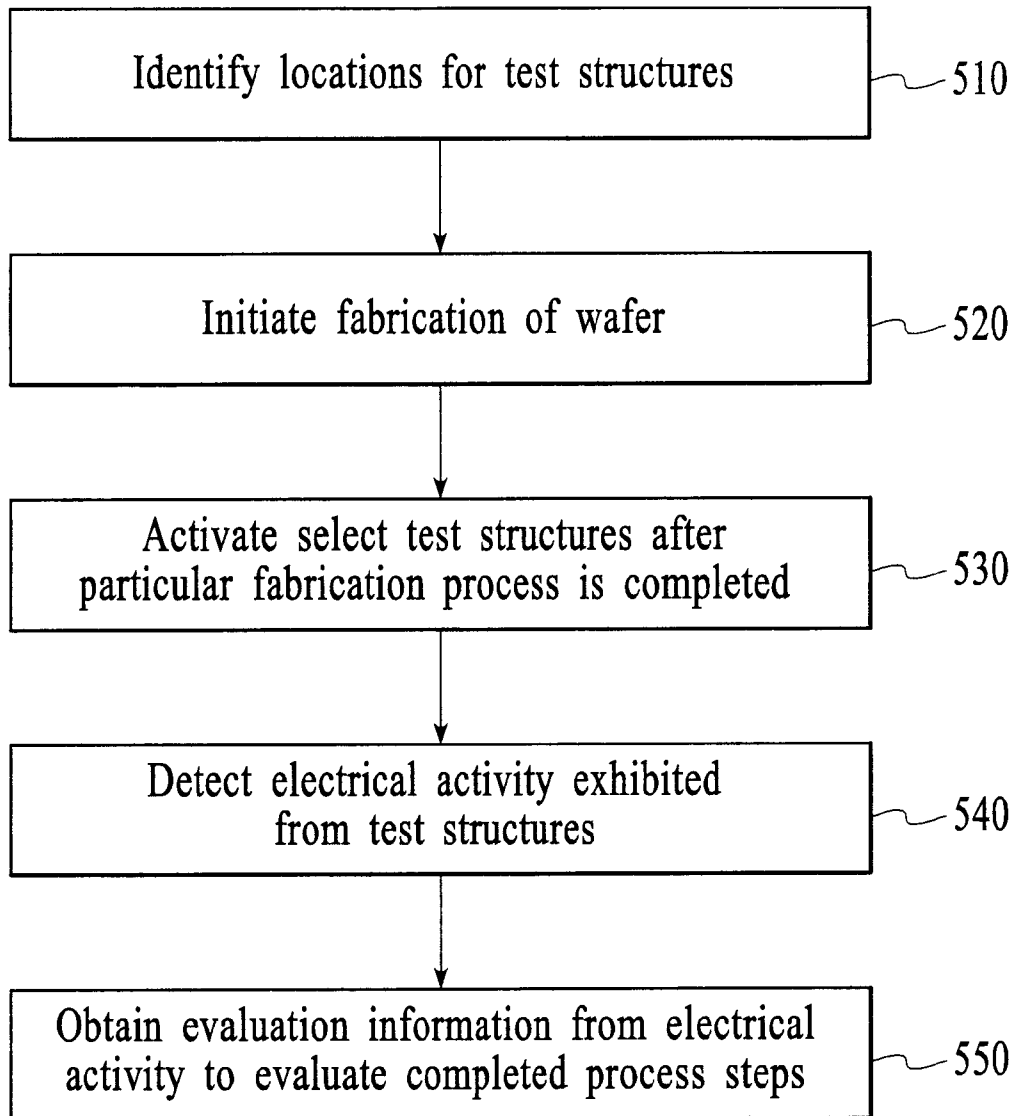 Identify locations for test structures
510
Initiate fabrication of wafer
520
Activate select test structures after
particular fabrication process is completed
530
Detect electrical activity exhibited
from test structures
540
Obtain evaluation information from electrical
activity to evaluate completed process steps
550